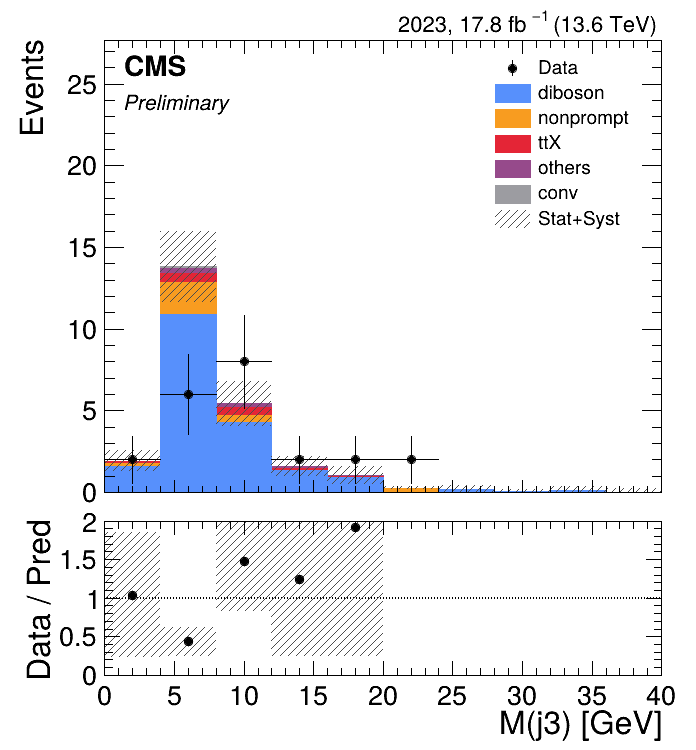 2023, 17.8 fb⁻¹ (13.6 TeV)
Events
CMS
Preliminary
Data
diboson
nonprompt
ttX
others
conv
Stat+Syst
25
20
15
10
5
0
Data / Pred
2
1.5
1
0.5
0
0 5 10 15 20 25 30 35 40
M(j3) [GeV]